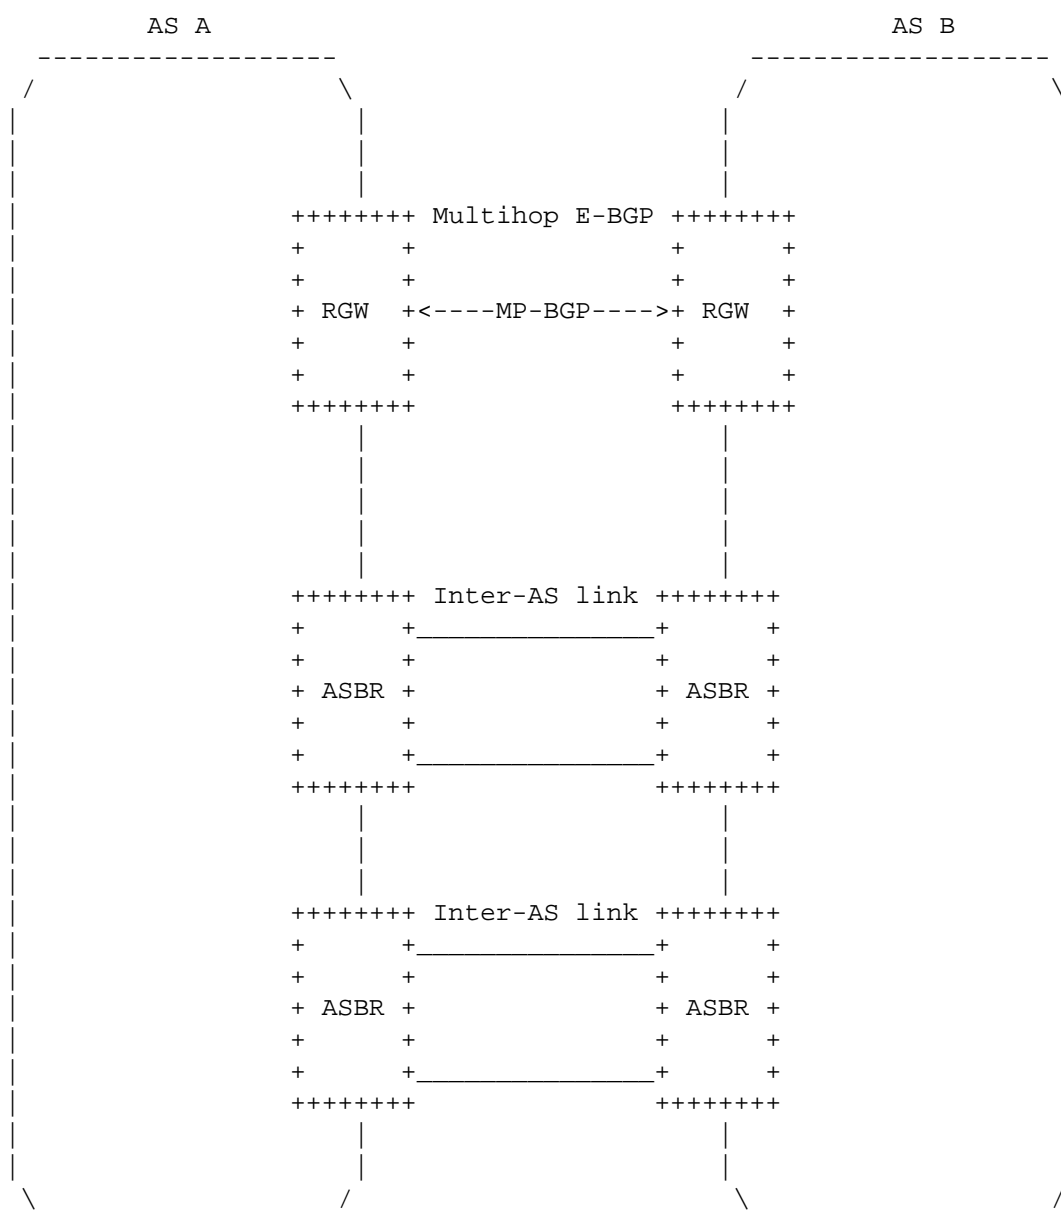 AS A AS B
Multihop E-BGP
RGW <----MP-BGP----> RGW
Inter-AS link
ASBR ASBR
Inter-AS link
ASBR ASBR